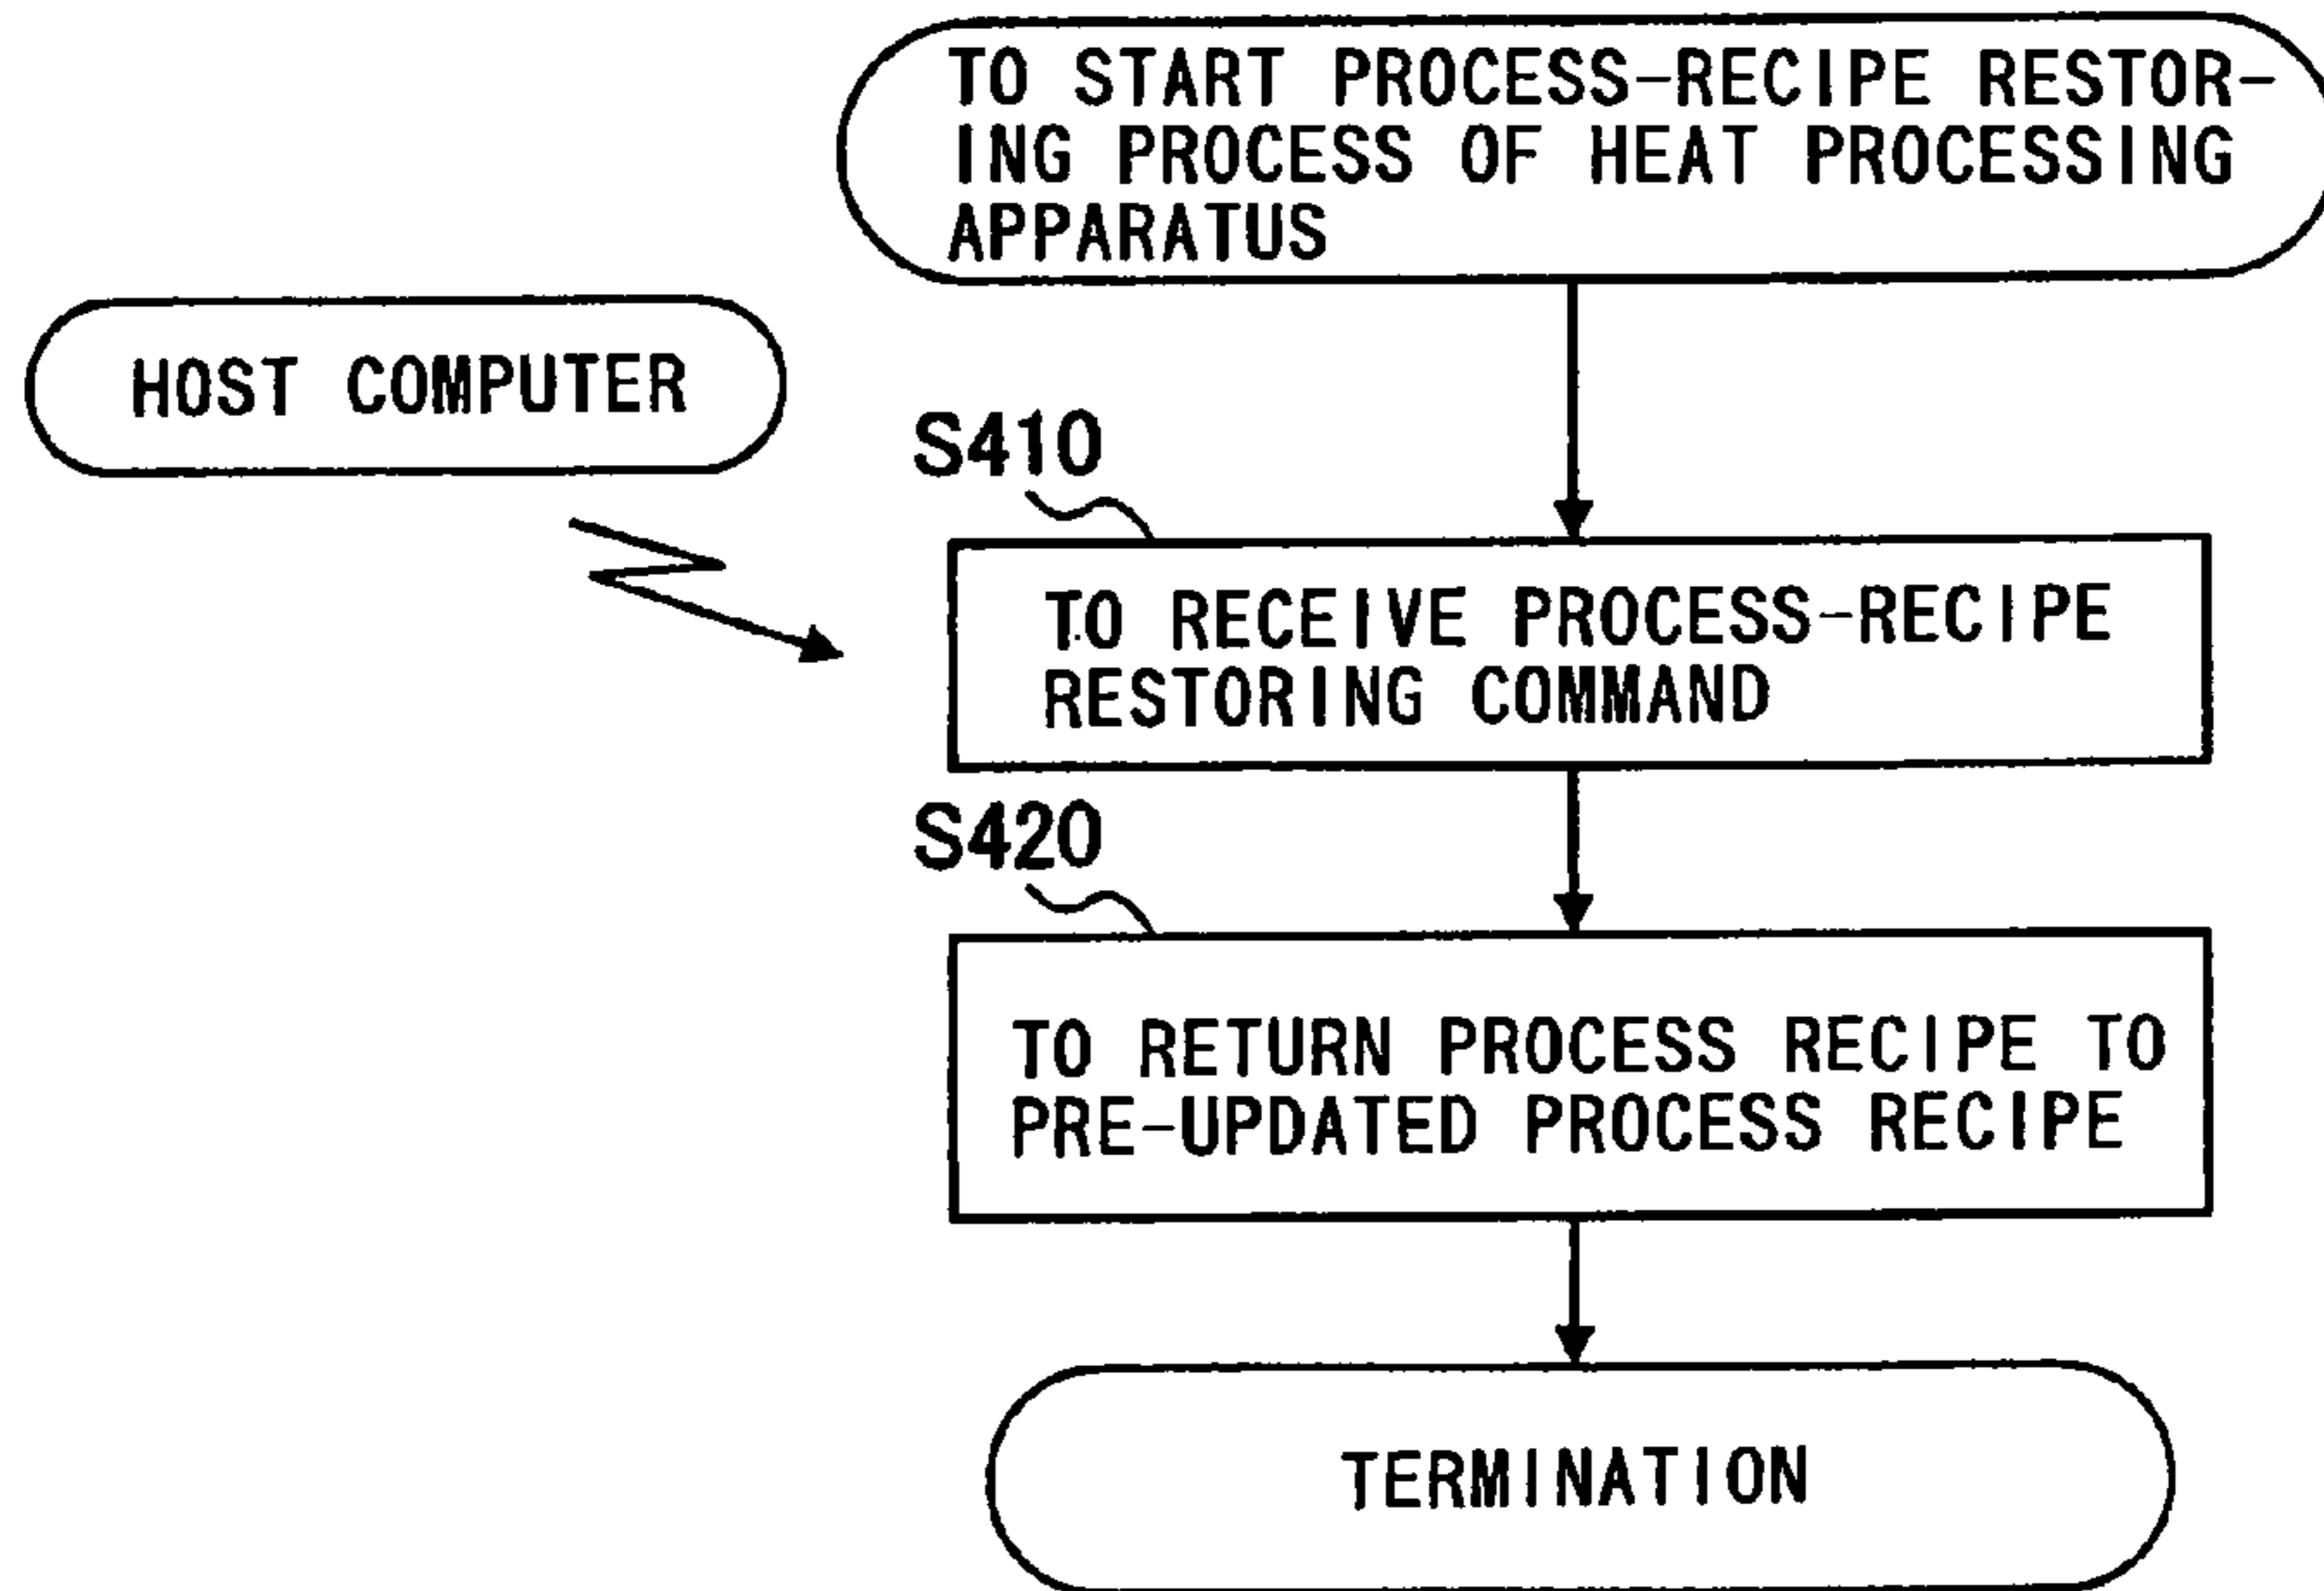 TO START PROCESS-RECIPE RESTOR-
ING PROCESS OF HEAT PROCESSING
APPARATUS
HOST COMPUTER
S410
TO RECEIVE PROCESS-RECIPE
RESTORING COMMAND
S420
TO RETURN PROCESS RECIPE TO
PRE-UPDATED PROCESS RECIPE
TERMINATION